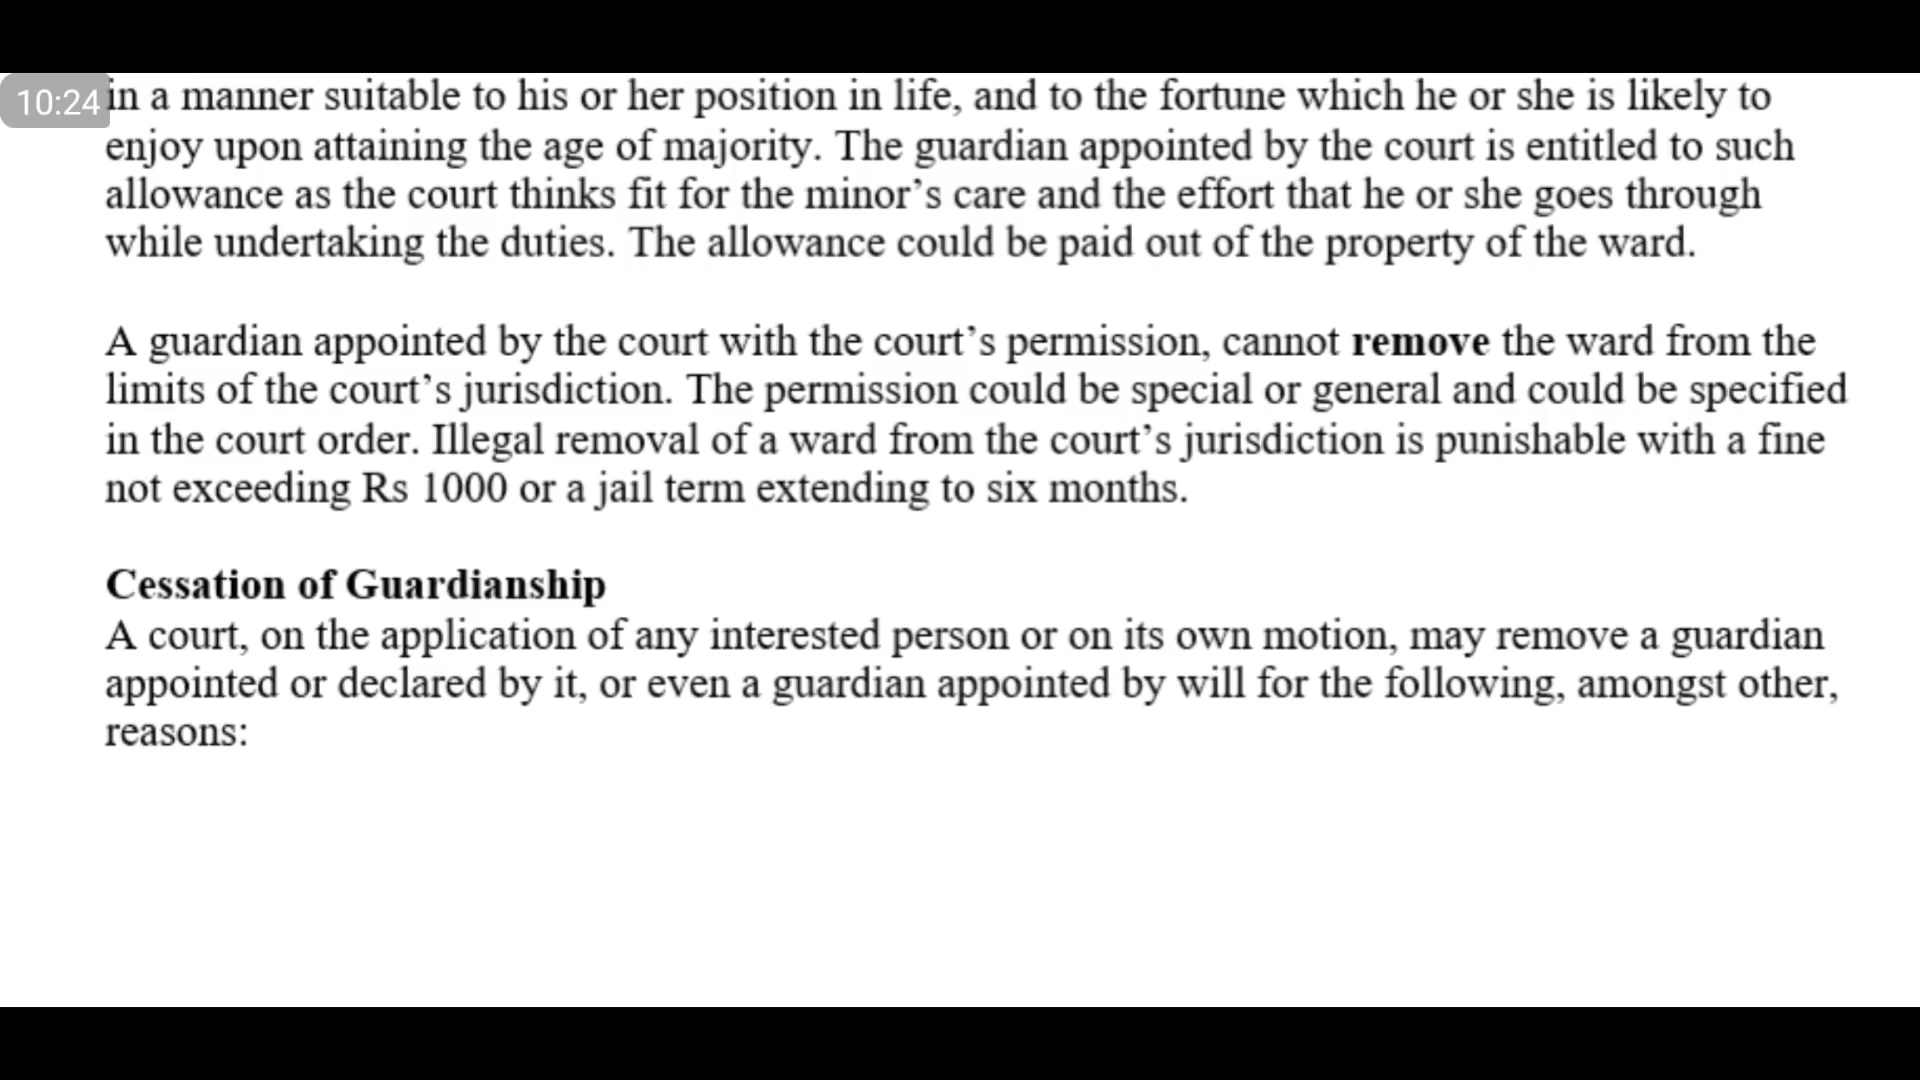 10:24
in a manner suitable to his or her position in life, and to the fortune which he or she is likely to
enjoy upon attaining the age of majority. The guardian appointed by the court is entitled to such
allowance as the court thinks fit for the minor’s care and the effort that he or she goes through
while undertaking the duties. The allowance could be paid out of the property of the ward.
A guardian appointed by the court with the court’s permission, cannot remove the ward from the
limits of the court’s jurisdiction. The permission could be special or general and could be specified
in the court order. Illegal removal of a ward from the court’s jurisdiction is punishable with a fine
not exceeding Rs 1000 or a jail term extending to six months.
Cessation of Guardianship
A court, on the application of any interested person or on its own motion, may remove a guardian
appointed or declared by it, or even a guardian appointed by will for the following, amongst other,
reasons: